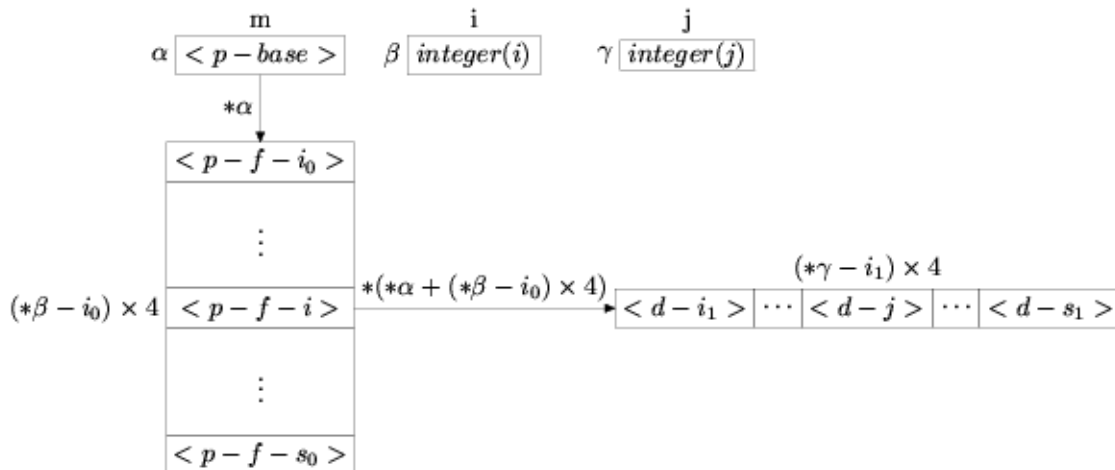 m i j
α < p − base > β integer(i) γ integer(j)
∗α
< p − f − i₀ >
⋮
(∗γ − i₁) × 4
∗(∗α + (∗β − i₀) × 4)
(∗β − i₀) × 4 < p − f − i > < d − i₁ > ⋯ < d − j > ⋯ < d − s₁ >
⋮
< p − f − s₀ >